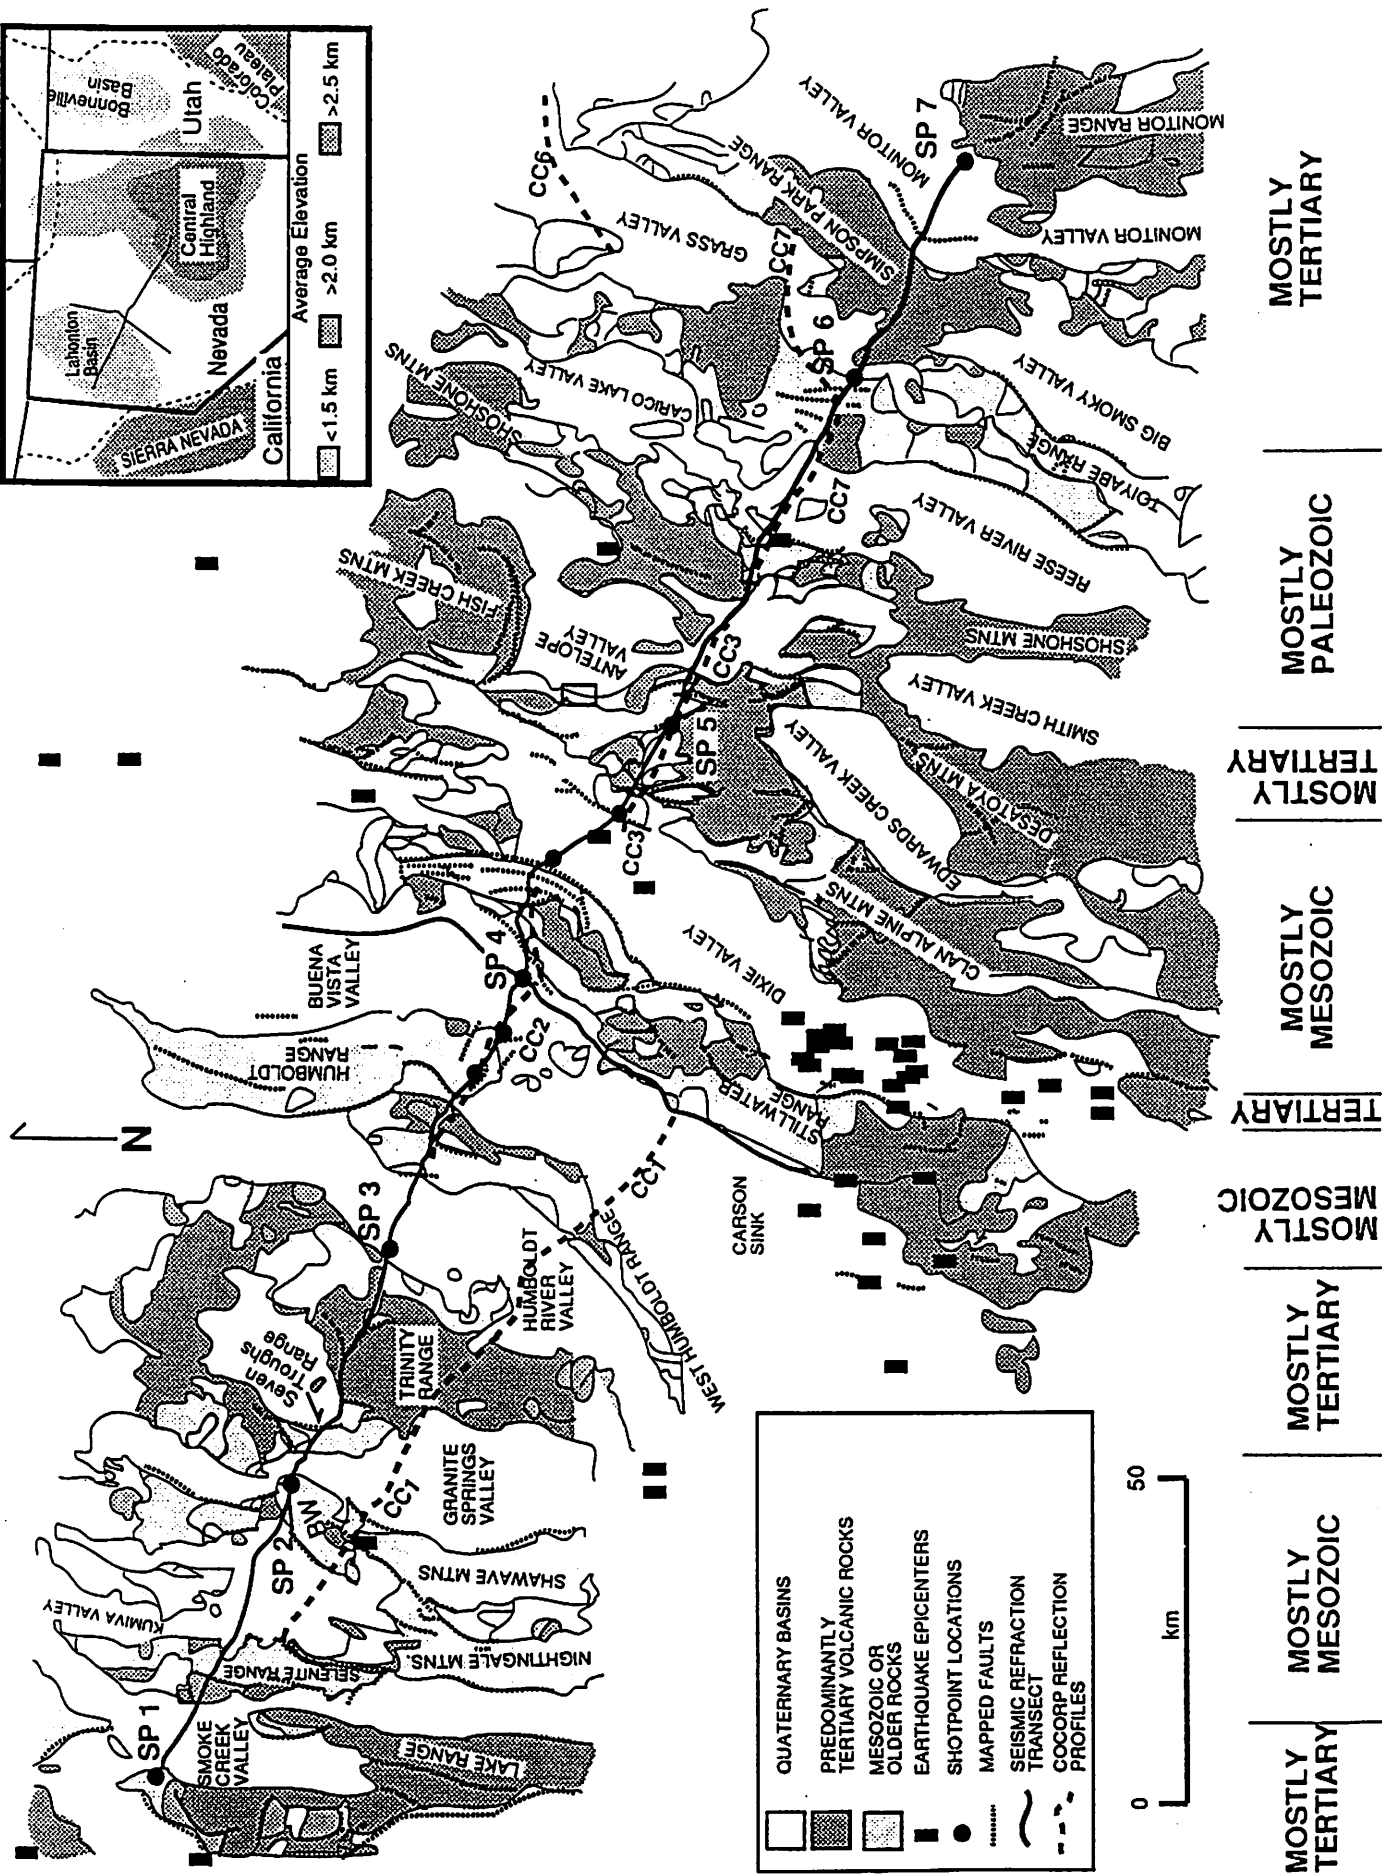 Bonneville
Basin
Utah
Colorado
Plateau
Central
Highland
Lahonton
Basin
Nevada
California
SIERRA NEVADA
Average Elevation
<1.5 km
>2.0 km
>2.5 km
N
SP 1
SMOKE
CREEK
VALLEY
LAKE RANGE
KUMIVA VALLEY
SELENITE RANGE
NIGHTINGALE MTNS.
SP 2
BW
SHAWAVE MTNS
CC1
GRANITE
SPRINGS
VALLEY
Seven
Troughs
Range
TRINITY
RANGE
SP 3
HUMBOLDT
RIVER
VALLEY
WEST HUMBOLDT RANGE
CC1
CARSON
SINK
HUMBOLDT
RANGE
BUENA
VISTA
VALLEY
CC2
SP 4
STILLWATER
RANGE
DIXIE VALLEY
CLAN ALPINE MTNS
CC3
SP 5
EDWARDS CREEK VALLEY
DESATOYA MTNS
SMITH CREEK VALLEY
CC3
ANTELOPE
VALLEY
FISH CREEK MTNS
SHOSHONE MTNS
SHOSHONE MTNS
REESE RIVER VALLEY
CC7
CARICO LAKE VALLEY
TOIYABE RANGE
SP 6
BIG SMOKY VALLEY
CC7
GRASS VALLEY
CC6
SIMPSON PARK RANGE
MONITOR VALLEY
SP 7
MONITOR VALLEY
MONITOR RANGE
QUATERNARY BASINS
PREDOMINANTLY
TERTIARY VOLCANIC ROCKS
MESOZOIC OR
OLDER ROCKS
EARTHQUAKE EPICENTERS
SHOTPOINT LOCATIONS
MAPPED FAULTS
SEISMIC REFRACTION
TRANSECT
COCORP REFLECTION
PROFILES
0
50
km
MOSTLY
TERTIARY
MOSTLY
MESOZOIC
MOSTLY
TERTIARY
MOSTLY
MESOZOIC
TERTIARY
MOSTLY
MESOZOIC
MOSTLY
TERTIARY
MOSTLY
PALEOZOIC
MOSTLY
TERTIARY